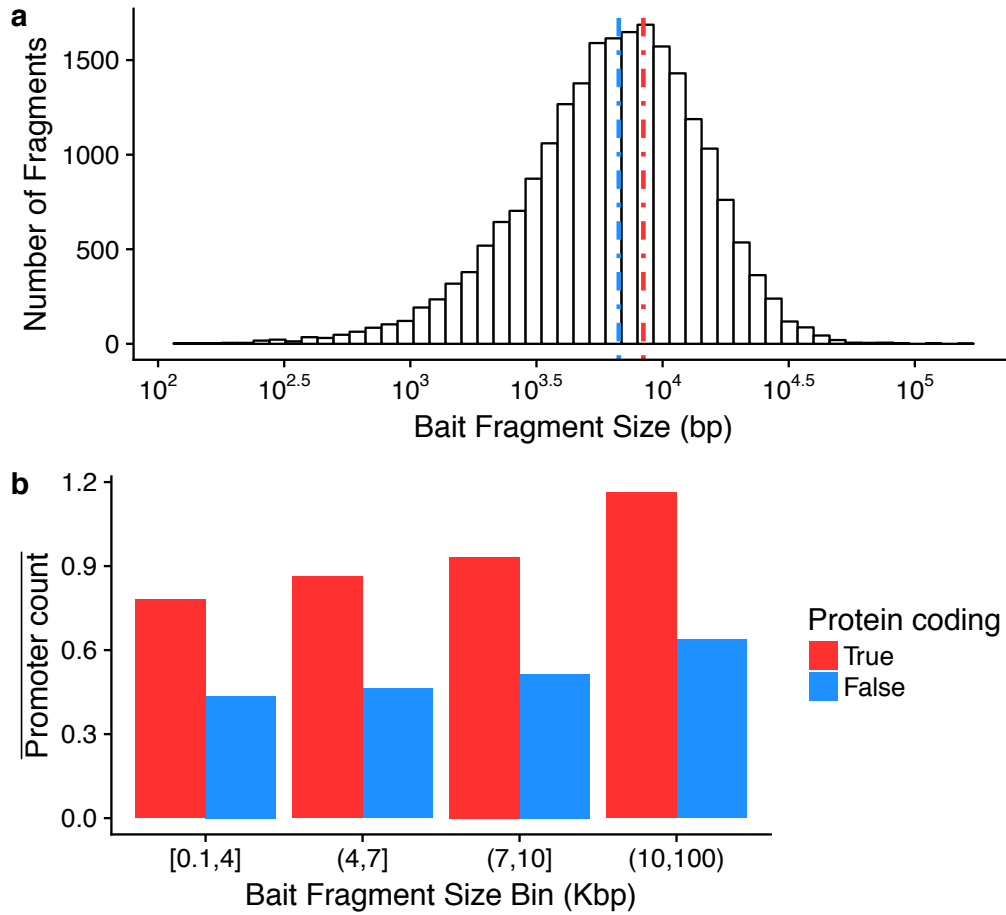 a
Number of Fragments
1500
1000
500
0
10^2
10^2.5
10^3
10^3.5
10^4
10^4.5
10^5
Bait Fragment Size (bp)
b
Promoter count
1.2
0.9
0.6
0.3
0.0
[0.1,4]
(4,7]
(7,10]
(10,100)
Bait Fragment Size Bin (Kbp)
Protein coding
True
False